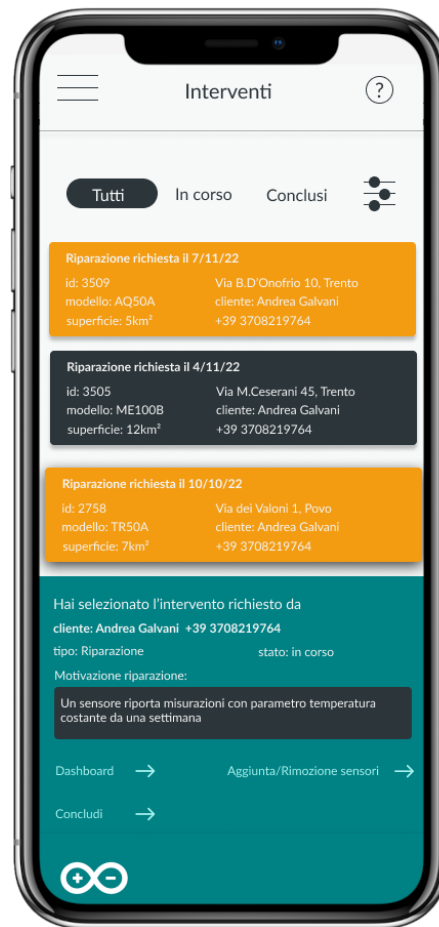 Interventi
?
Tutti In corso Conclusi
Riparazione richiesta il 7/11/22
id: 3509 Via B.D'Onofrio 10, Trento
modello: AQ50A cliente: Andrea Galvani
superficie: 5km² +39 3708219764
Riparazione richiesta il 4/11/22
id: 3505 Via M.Ceserani 45, Trento
modello: ME100B cliente: Andrea Galvani
superficie: 12km² +39 3708219764
Riparazione richiesta il 10/10/22
id: 2758 Via dei Valoni 1, Povo
modello: TR50A cliente: Andrea Galvani
superficie: 7km² +39 3708219764
Hai selezionato l'intervento richiesto da
cliente: Andrea Galvani +39 3708219764
tipo: Riparazione stato: in corso
Motivazione riparazione:
Un sensore riporta misurazioni con parametro temperatura
costante da una settimana
Dashboard → Aggiunta/Rimozione sensori →
Concludi →